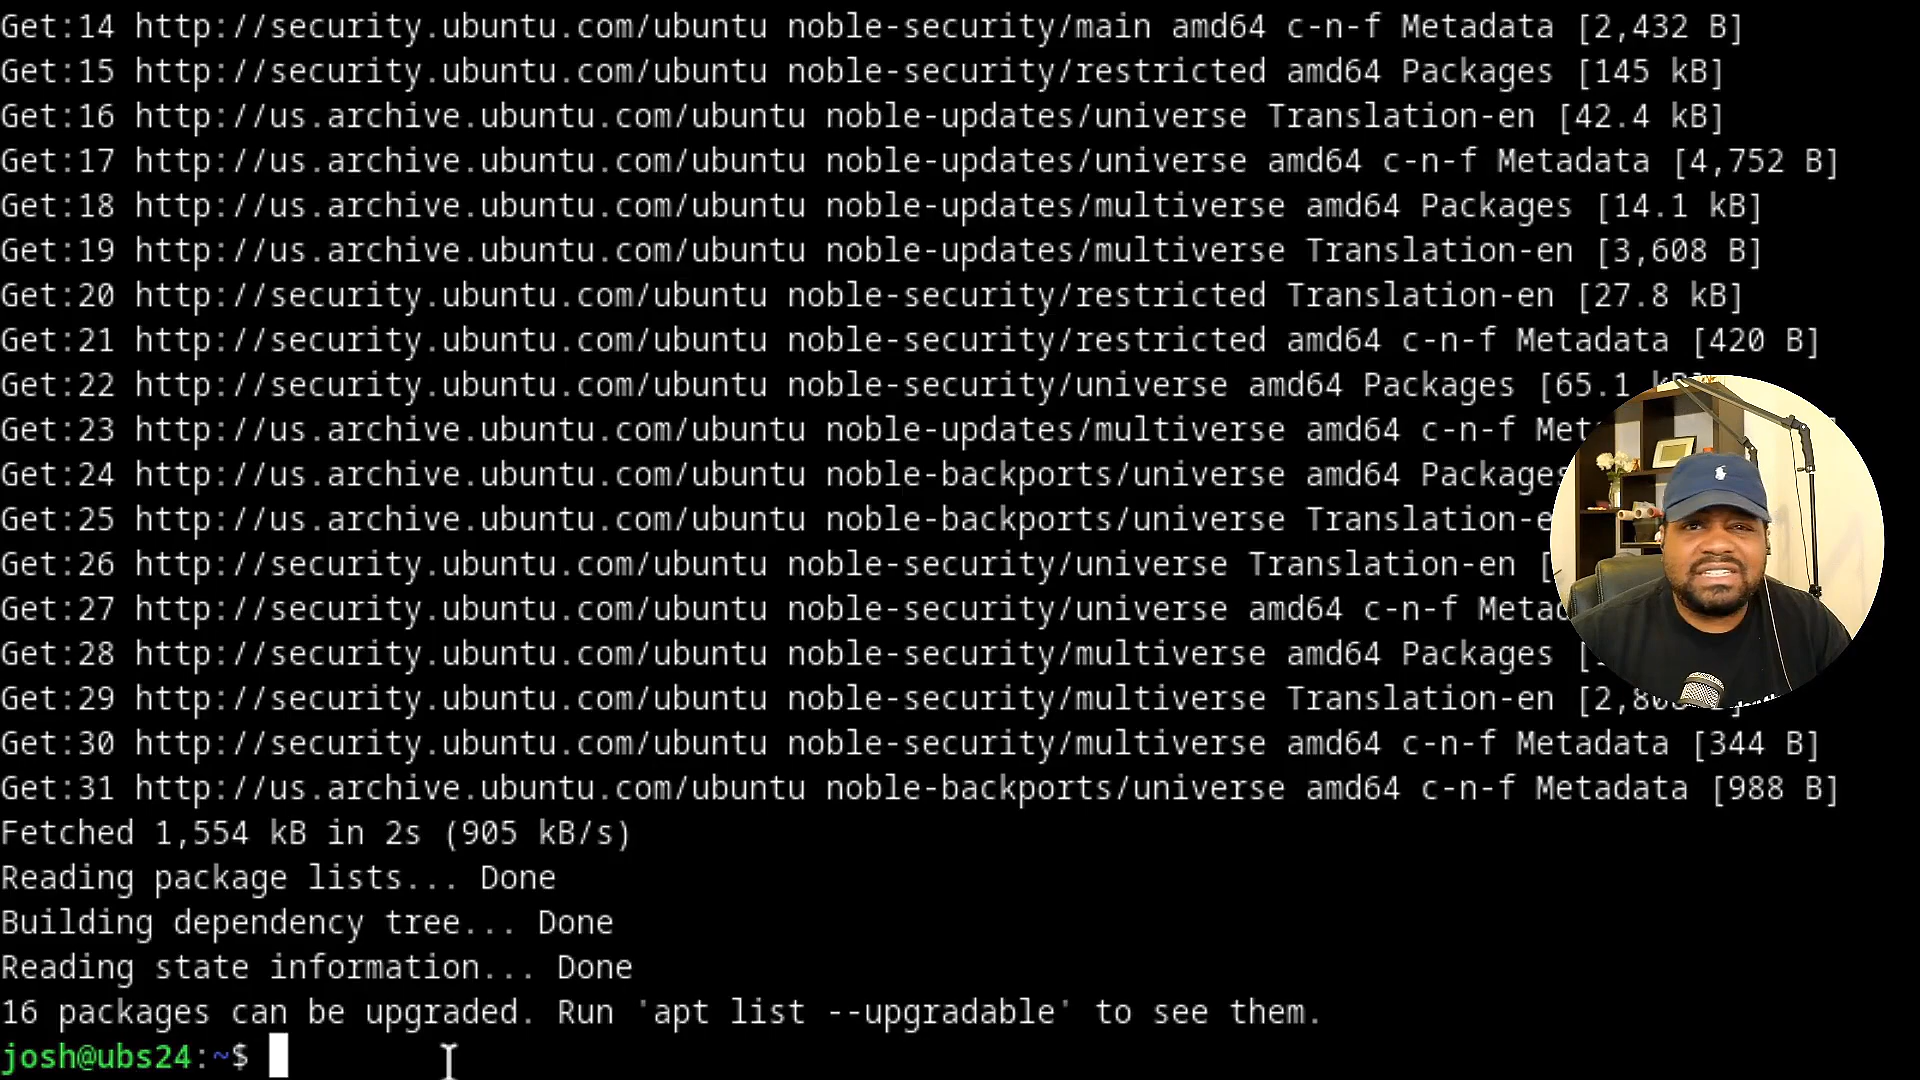 Get:14 http://security.ubuntu.com/ubuntu noble-security/main amd64 c-n-f Metadata [2,432 B]
Get:15 http://security.ubuntu.com/ubuntu noble-security/restricted amd64 Packages [145 kB]
Get:16 http://us.archive.ubuntu.com/ubuntu noble-updates/universe Translation-en [42.4 kB]
Get:17 http://us.archive.ubuntu.com/ubuntu noble-updates/universe amd64 c-n-f Metadata [4,752 B]
Get:18 http://us.archive.ubuntu.com/ubuntu noble-updates/multiverse amd64 Packages [14.1 kB]
Get:19 http://us.archive.ubuntu.com/ubuntu noble-updates/multiverse Translation-en [3,608 B]
Get:20 http://security.ubuntu.com/ubuntu noble-security/restricted Translation-en [27.8 kB]
Get:21 http://security.ubuntu.com/ubuntu noble-security/restricted amd64 c-n-f Metadata [420 B]
Get:22 http://security.ubuntu.com/ubuntu noble-security/universe amd64 Packages [65.1
Get:23 http://us.archive.ubuntu.com/ubuntu noble-updates/multiverse amd64 c-n-f
Get:24 http://us.archive.ubuntu.com/ubuntu noble-backports/universe amd64 Packages
Get:25 http://us.archive.ubuntu.com/ubuntu noble-backports/universe
Get:26 http://security.ubuntu.com/ubuntu noble-security/universe Translation-en [
Get:27 http://security.ubuntu.com/ubuntu noble-security/universe amd64 c-n-f
Get:28 http://security.ubuntu.com/ubuntu noble-security/multiverse amd64 Packages [
Get:29 http://security.ubuntu.com/ubuntu noble-security/multiverse Translation-en
Get:30 http://security.ubuntu.com/ubuntu noble-security/multiverse amd64 c-n-f Metadata [344 B]
Get:31 http://us.archive.ubuntu.com/ubuntu noble-backports/universe amd64 c-n-f Metadata [988 B]
Fetched 1,554 kB in 2s (905 kB/s)
Reading package lists... Done
Building dependency tree... Done
Reading state information... Done
16 packages can be upgraded. Run 'apt list --upgradable' to see them.
josh@ubs24:~$